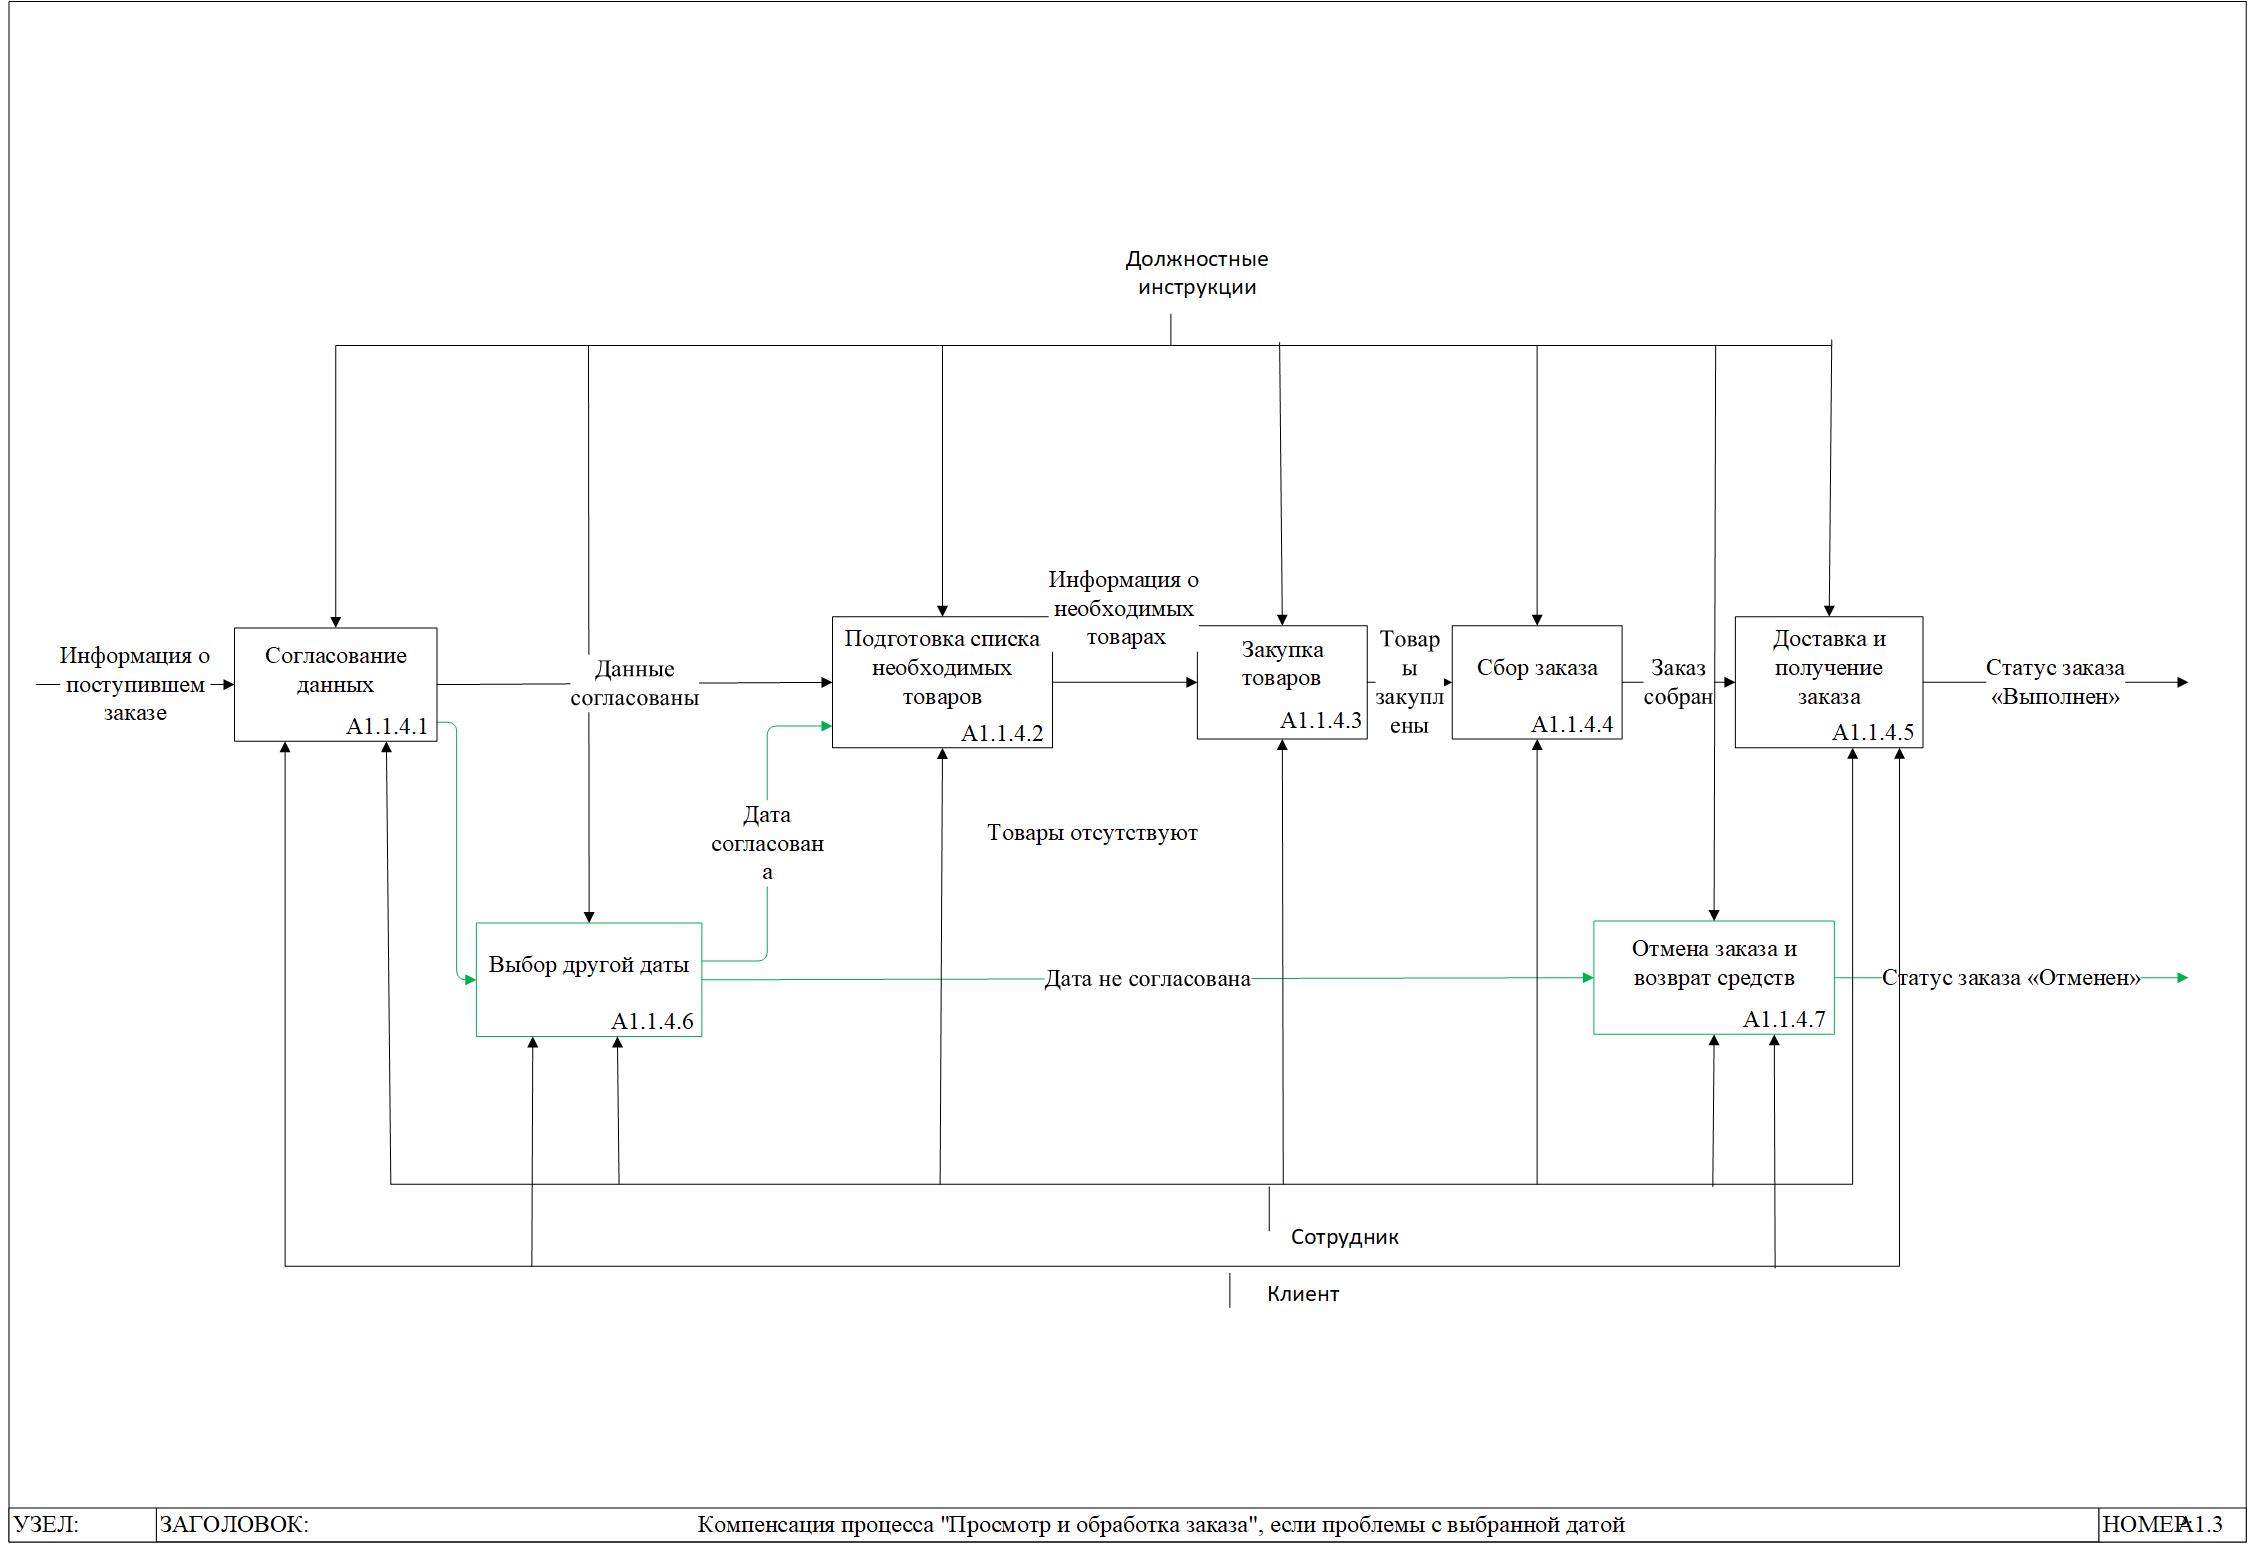 Должностные
инструкции
Информация о
поступившем
заказе
Согласование
данных
A1.1.4.1
Данные
согласованы
Подготовка списка
необходимых
товаров
A1.1.4.2
Информация о
необходимых
товарах
Закупка
товаров
A1.1.4.3
Товар
ы
закупл
ены
Сбор заказа
A1.1.4.4
Заказ
собран
Доставка и
получение
заказа
A1.1.4.5
Статус заказа
«Выполнен»
Дата
согласован
а
Товары отсутствуют
Выбор другой даты
A1.1.4.6
Дата не согласована
Отмена заказа и
возврат средств
A1.1.4.7
Статус заказа «Отменен»
Сотрудник
Клиент
УЗЕЛ:
ЗАГОЛОВОК:
Компенсация процесса "Просмотр и обработка заказа", если проблемы с выбранной датой
НОМЕР:
A1.3